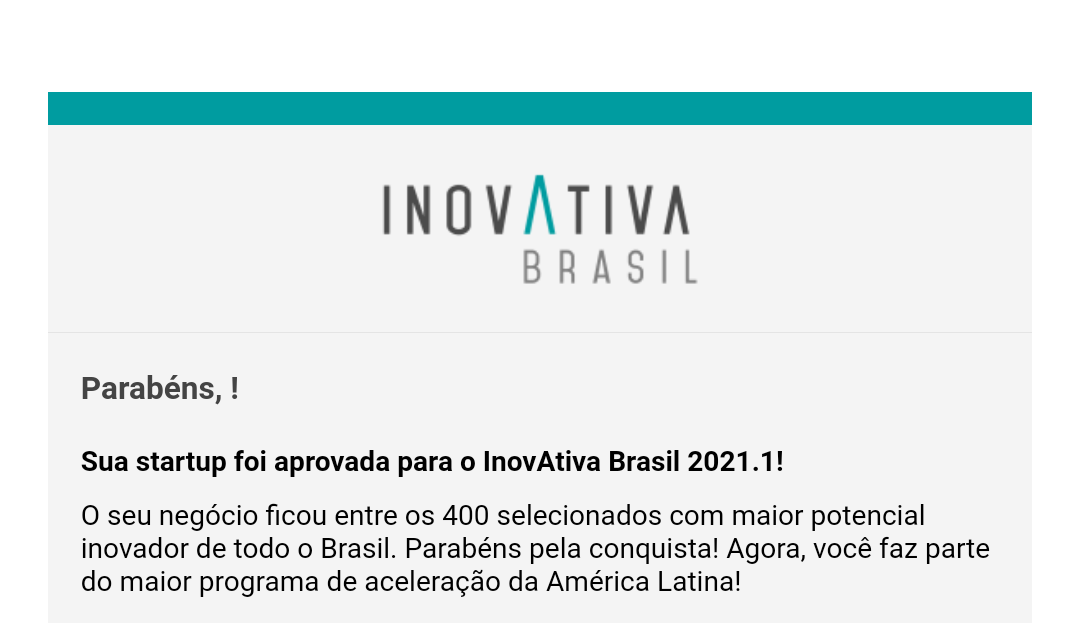 INOVATIVA
BRASIL
Parabéns, !
Sua startup foi aprovada para o InovAtiva Brasil 2021.1!
O seu negócio ficou entre os 400 selecionados com maior potencial
inovador de todo o Brasil. Parabéns pela conquista! Agora, você faz parte
do maior programa de aceleração da América Latina!